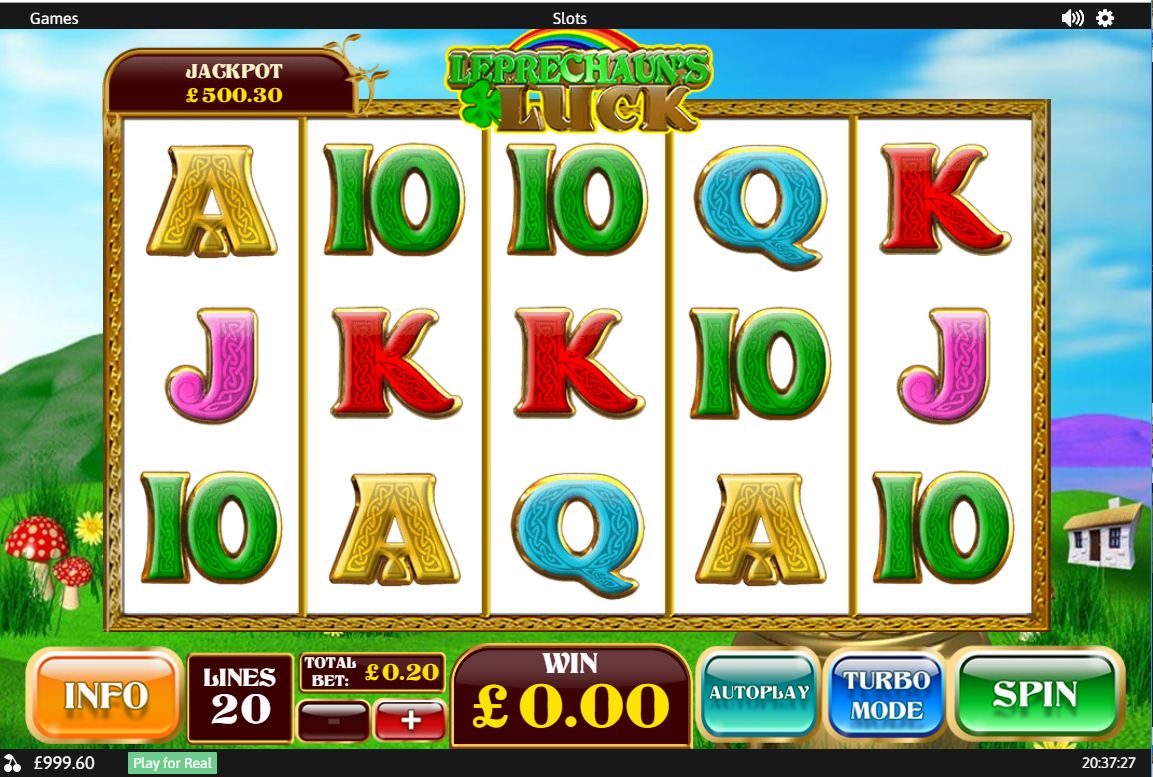 Games
Slots
JACKPOT
£500.30
LEPRECHAUN'S
LUCK
A 10 10 Q K
J K K 10 J
10 A Q A 10
INFO
LINES
20
TOTAL
BET: £0.20
-
+
WIN
£0.00
AUTOPLAY
TURBO
MODE
SPIN
£999.60
Play for Real
20:37:27